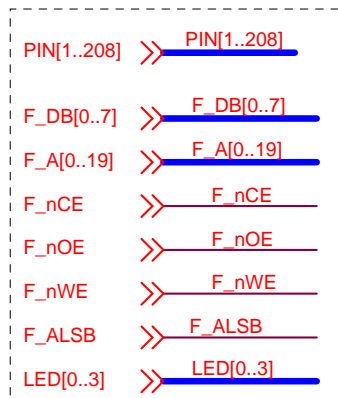 PIN[1..208] PIN[1..208]
F_DB[0..7] F_DB[0..7]
F_A[0..19] F_A[0..19]
F_nCE F_nCE
F_nOE F_nOE
F_nWE F_nWE
F_ALSB F_ALSB
LED[0..3] LED[0..3]